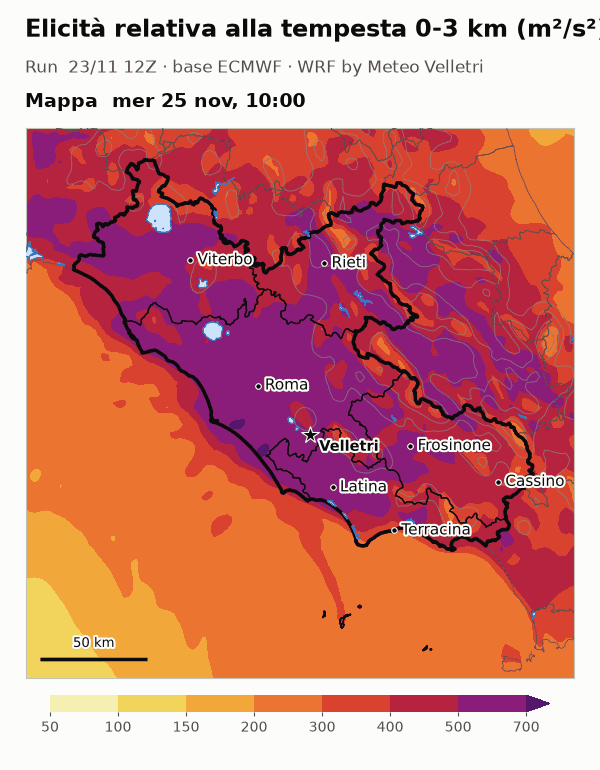 Elicità relativa alla tempesta 0-3 km (m²/s²)
Run 23/11 12Z · base ECMWF · WRF by Meteo Velletri
Mappa mer 25 nov, 10:00
Viterbo
Rieti
Roma
Velletri
Frosinone
Latina
Cassino
Terracina
50 km
50 100 150 200 300 400 500 700